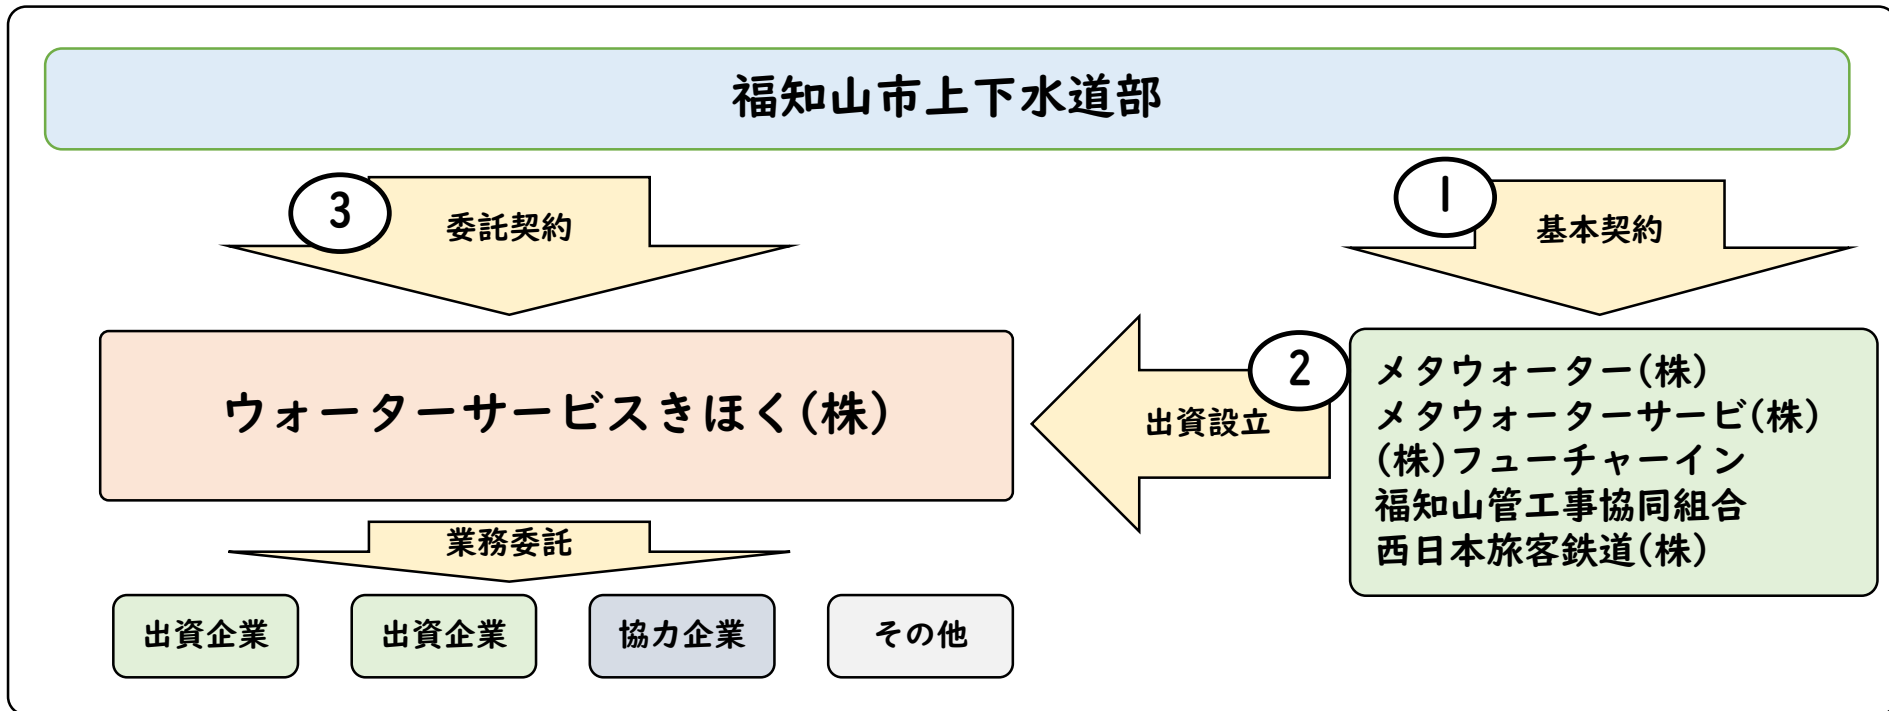 福知山市上下水道部
3
委託契約
1
基本契約
ウォーターサービスきほく(株)
2
出資設立
メタウォーター(株)
メタウォーターサービ(株)
(株)フューチャーイン
福知山管工事協同組合
西日本旅客鉄道(株)
業務委託
出資企業
出資企業
協力企業
その他